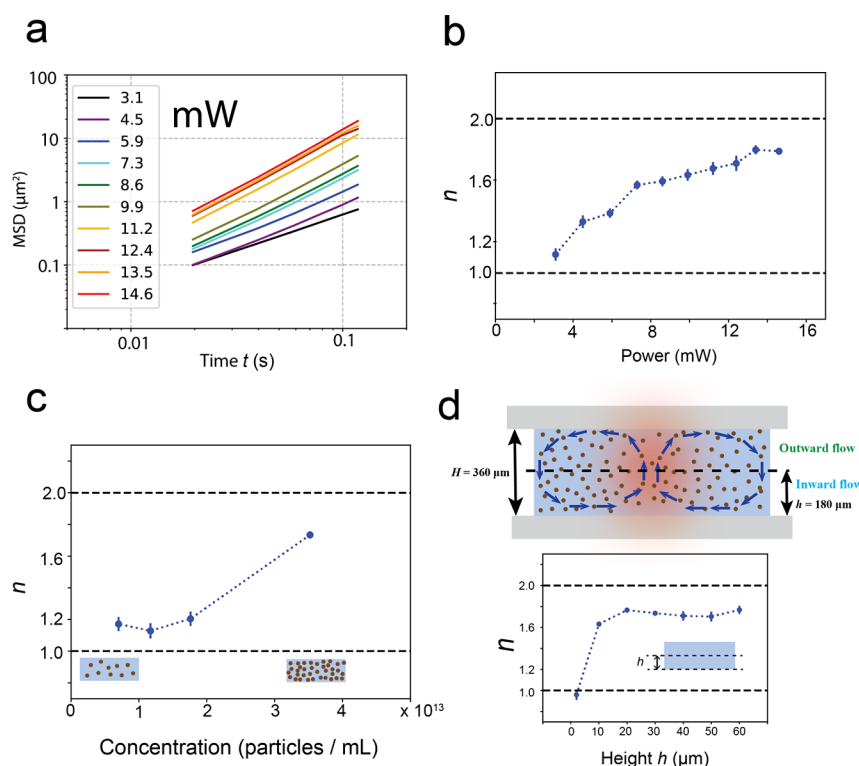 a
mW
100
10
1
0.1
MSD (µm²)
3.1
4.5
5.9
7.3
8.6
9.9
11.2
12.4
13.5
14.6
0.01
0.1
Time t (s)
b
2.0
1.6
1.2
1.0
n
0
4
8
12
16
Power (mW)
c
2.0
1.6
1.2
1.0
n
0
1
2
3
4
x 10¹³
Concentration (particles / mL)
d
H = 360 µm
Outward flow
Inward flow
h = 180 µm
2.0
1.6
1.2
1.0
n
h
0
10
20
30
40
50
60
Height h (µm)